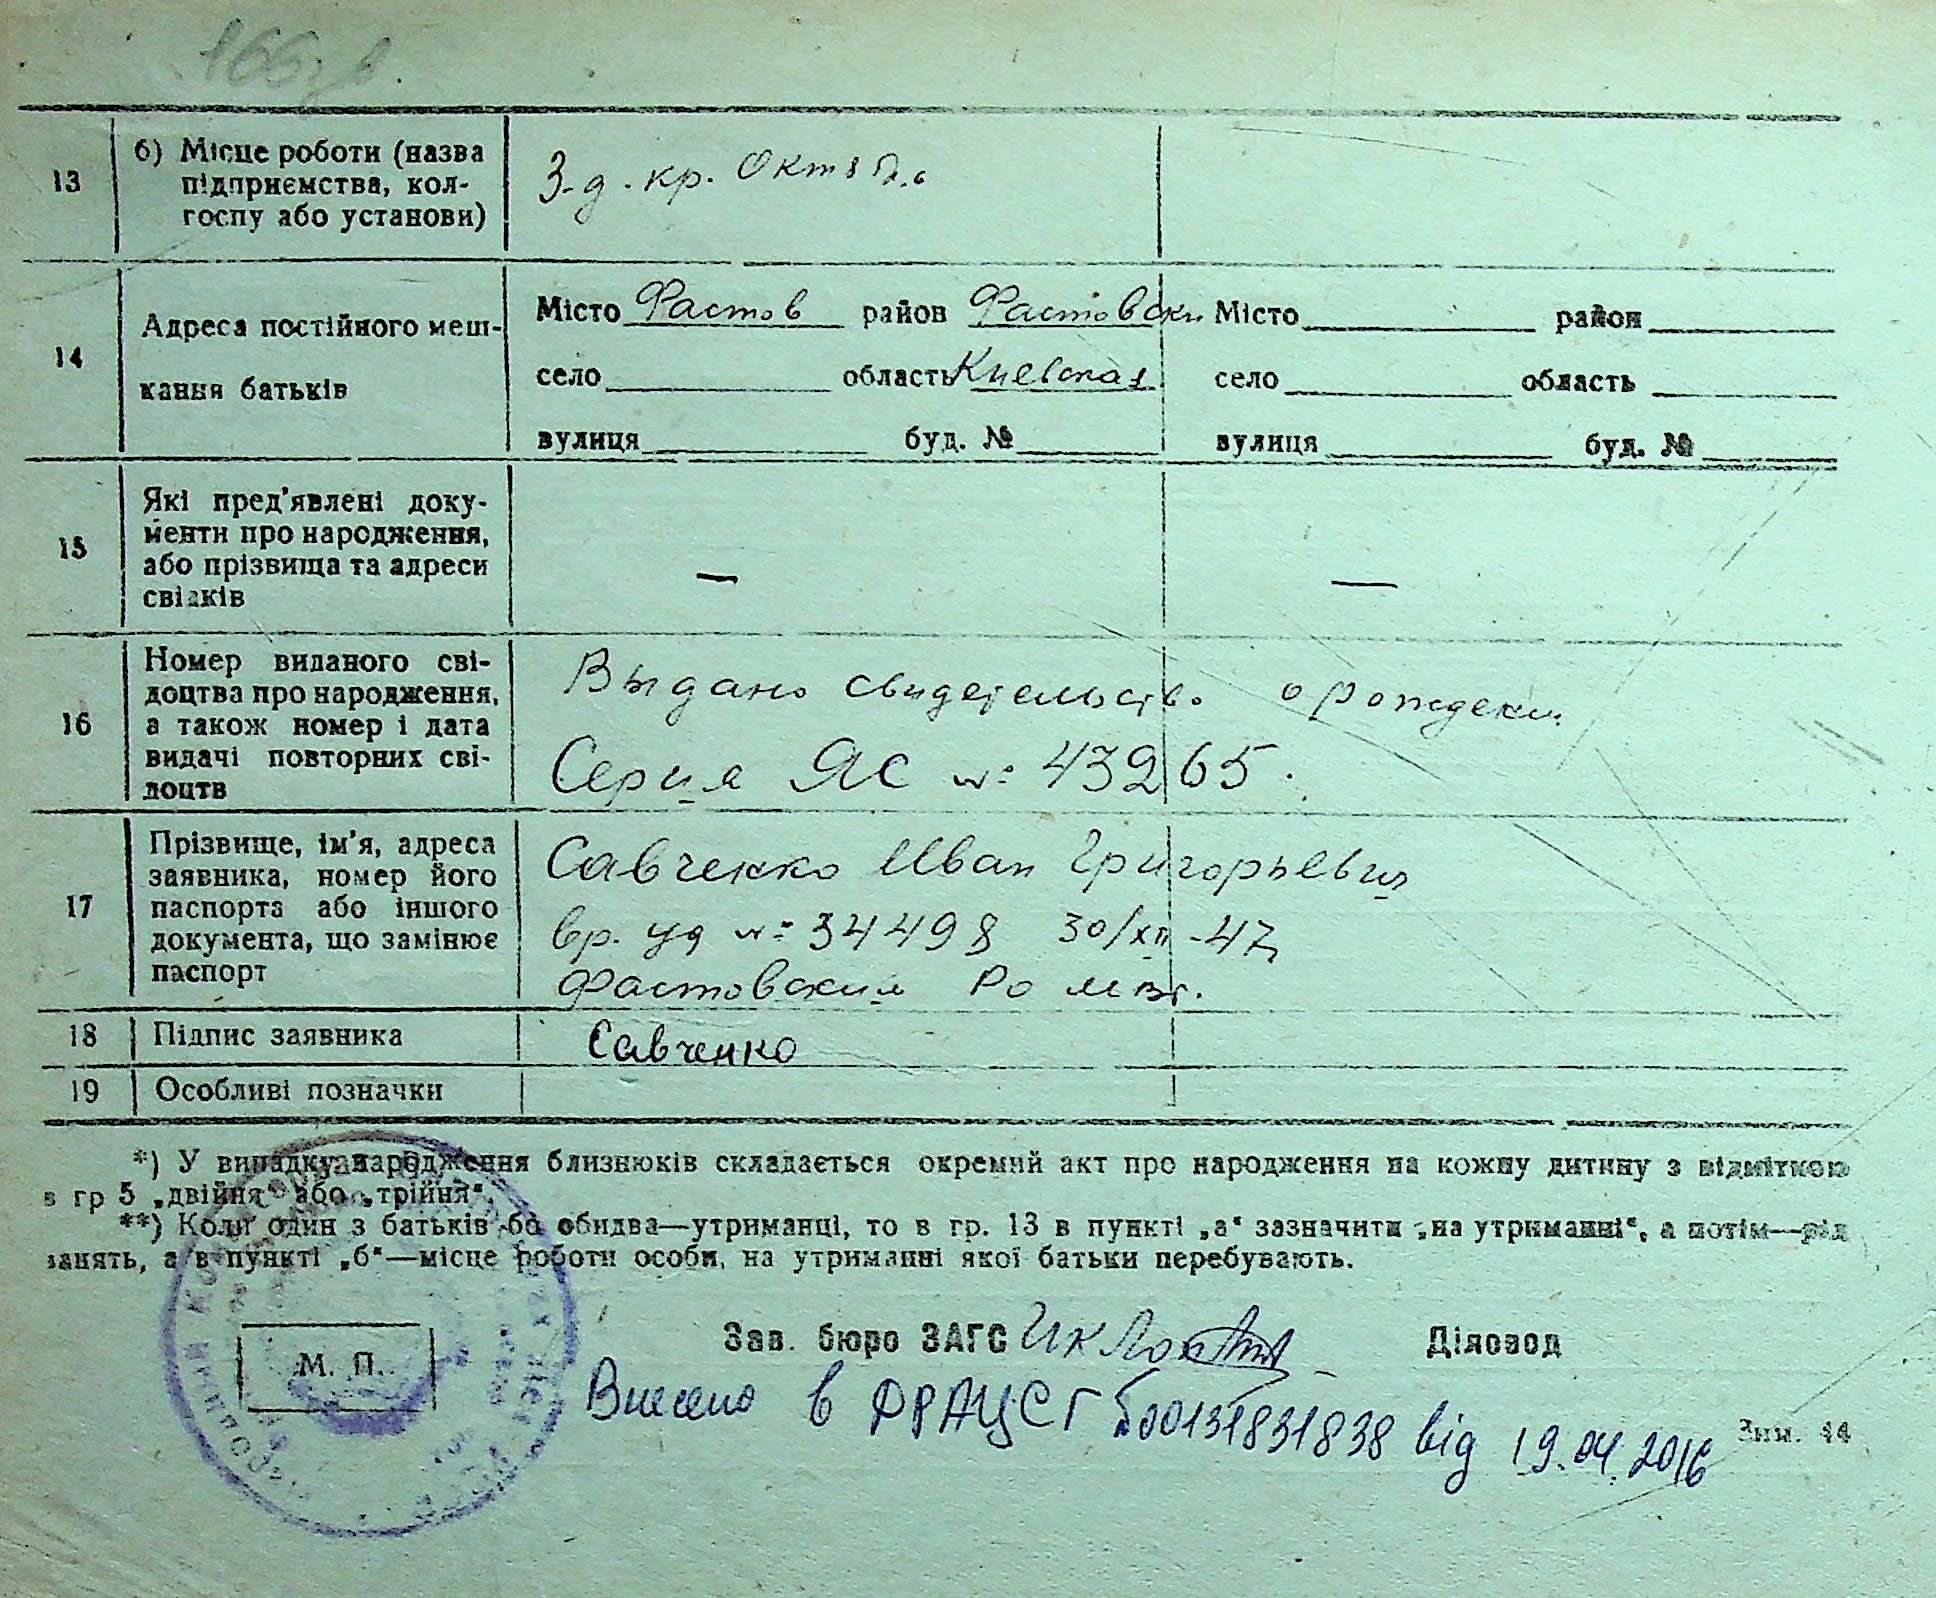 166зв.
13
б) Місце роботи (назва
підприємства, кол-
госпу або установи)
З-д. кр. Октябь
14
Адреса постійного меш-
кання батьків
Місто Фастов район Фастовски Місто район
село область Киевская село область
вулиця буд. № вулиця буд. №
15
Які пред'явлені доку-
менти про народження,
або прізвища та адреси
свідків
— —
16
Номер виданого сві-
доцтва про народження,
а також номер і дата
видачі повторних сві-
доцтв
Выдано свидетельство о рождении
Серия ЯС № 43265.
17
Прізвище, ім'я, адреса
заявника, номер його
паспорта або іншого
документа, що замінює
паспорт
Савченко Иван Григорьевич
вр. уд № 34498 30/XII-47
Фастовским РО МВД.
18 Підпис заявника Савченко
19 Особливі позначки
*) У випадку народження близнюків складається окремий акт про народження на кожну дитину з відміткою
в гр 5 „двійня" або „трійня".
**) Коли один з батьків бо обидва—утриманці, то в гр. 13 в пункті „а" зазначити „на утриманні", а потім—рід
занять, а в пункті „б"—місце роботи особи, на утриманні якої батьки перебувають.
Зав. бюро ЗАГС Діловод
М. П.
Внесено в ДРАЦСГ 500131831838 від 19.04.2016
Зам. 44